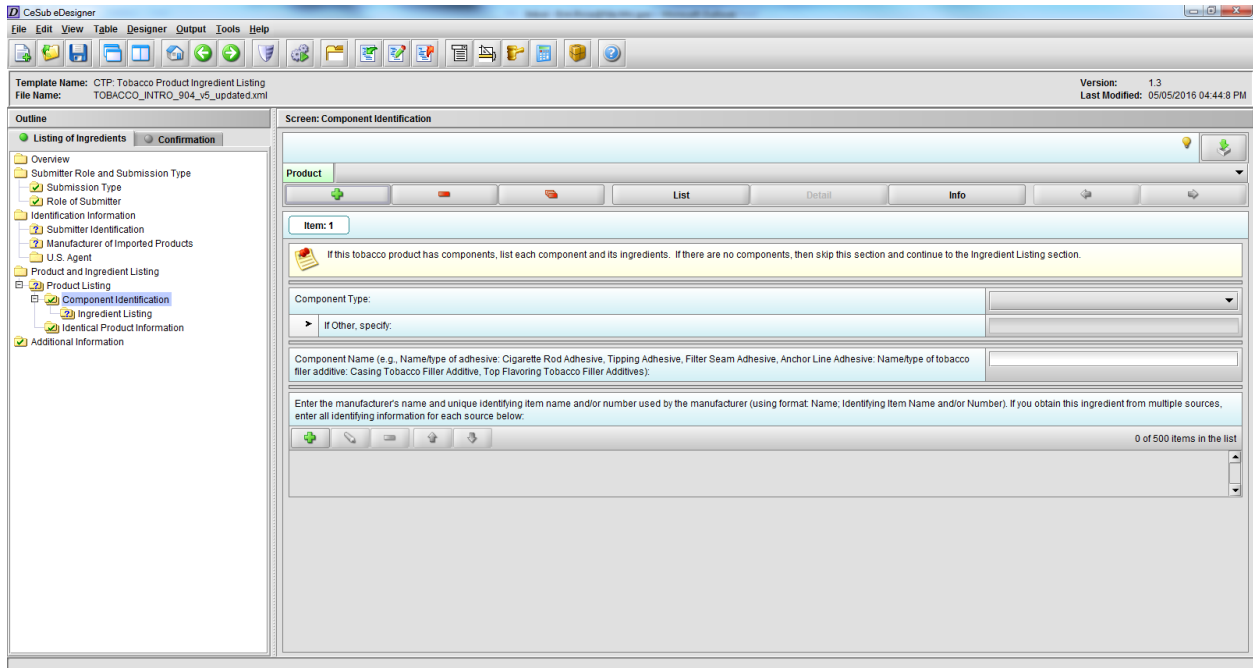 CeSub eDesigner
File Edit View Table Designer Output Tools Help
Template Name: CTP: Tobacco Product Ingredient Listing
Version: 1.3
File Name: TOBACCO_INTRO_904_v5_updated.xml
Last Modified: 05/05/2016 04:44:8 PM
Outline
Listing of Ingredients
Confirmation
Overview
Submitter Role and Submission Type
Submission Type
Role of Submitter
Identification Information
Submitter Identification
Manufacturer of Imported Products
U.S. Agent
Product and Ingredient Listing
Product Listing
Component Identification
Ingredient Listing
Identical Product Information
Additional Information
Screen: Component Identification
Product
List Detail Info
Item: 1
If this tobacco product has components, list each component and its ingredients. If there are no components, then skip this section and continue to the Ingredient Listing section.
Component Type:
If Other, specify:
Component Name (e.g., Name/type of adhesive: Cigarette Rod Adhesive, Tipping Adhesive, Filter Seam Adhesive, Anchor Line Adhesive: Name/type of tobacco
filer additive: Casing Tobacco Filler Additive, Top Flavoring Tobacco Filler Additives):
Enter the manufacturer's name and unique identifying item name and/or number used by the manufacturer (using format: Name; Identifying Item Name and/or Number). If you obtain this ingredient from multiple sources,
enter all identifying information for each source below:
0 of 500 items in the list